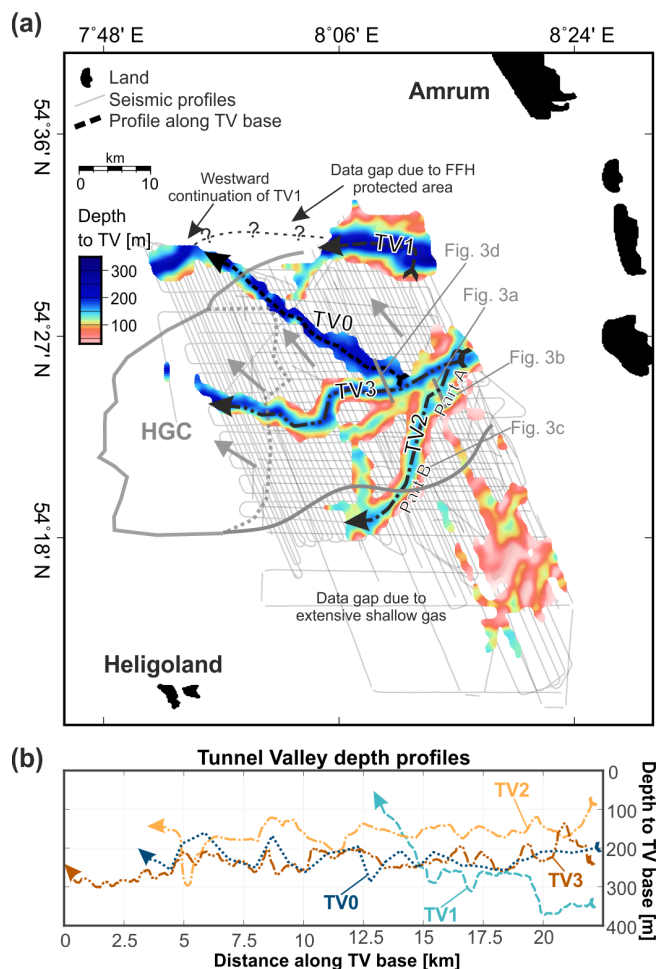 (a)
7°48' E
8°06' E
8°24' E
Land
Seismic profiles
Profile along TV base
Amrum
54°36' N
km
0
10
Westward
continuation of TV1
Data gap due to FFH
protected area
Depth
to TV [m]
300
200
100
?
?
?
TV1
Fig. 3d
Fig. 3a
54°27' N
TV0
Fig. 3b
TV3
Part A
HGC
TV2
Fig. 3c
Part B
54°18' N
Data gap due to
extensive shallow gas
Heligoland
(b)
Tunnel Valley depth profiles
0
100
200
300
400
Depth to TV base
[m]
TV2
TV0
TV1
TV3
0
2.5
5
7.5
10
12.5
15
17.5
20
Distance along TV base [km]